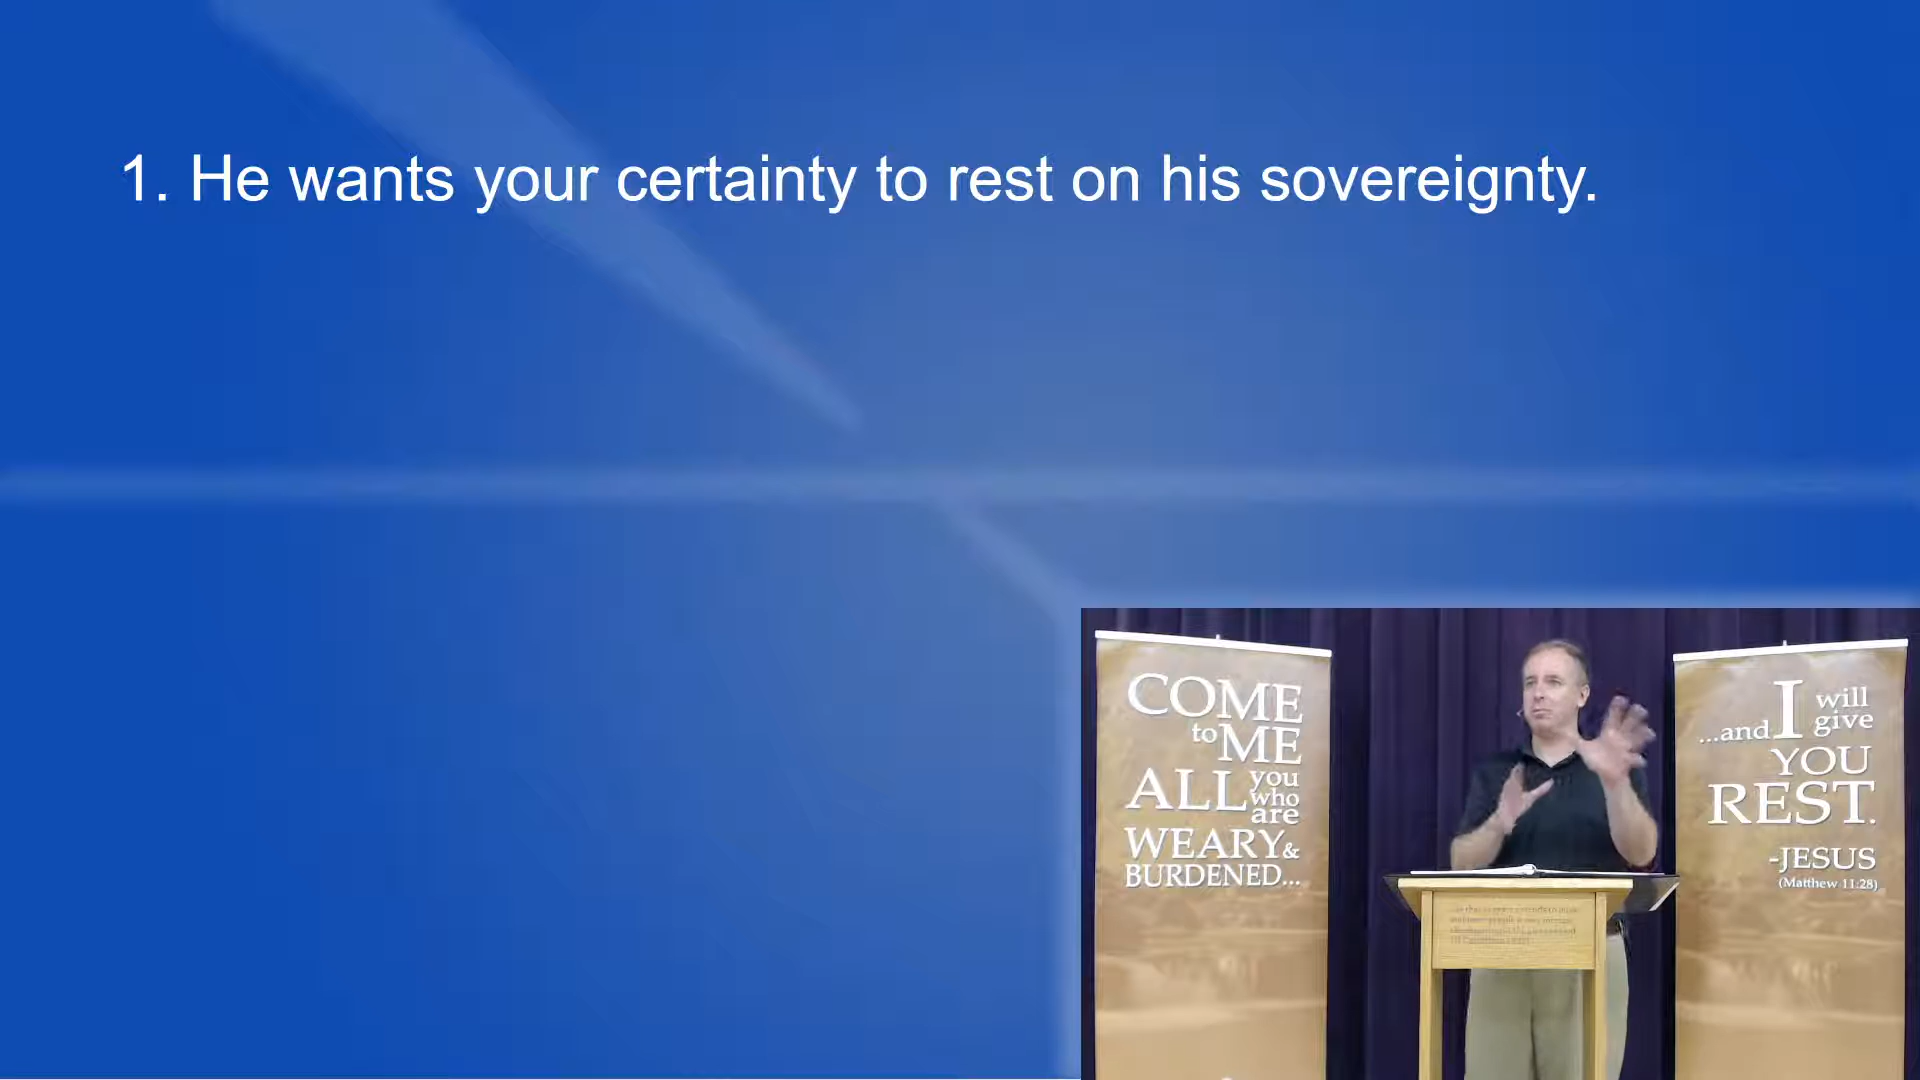 1. He wants your certainty to rest on his sovereignty.
COME
to ME
ALL you who are
WEARY &
BURDENED...
...and I will give
YOU
REST.
-JESUS
(Matthew 11:28)